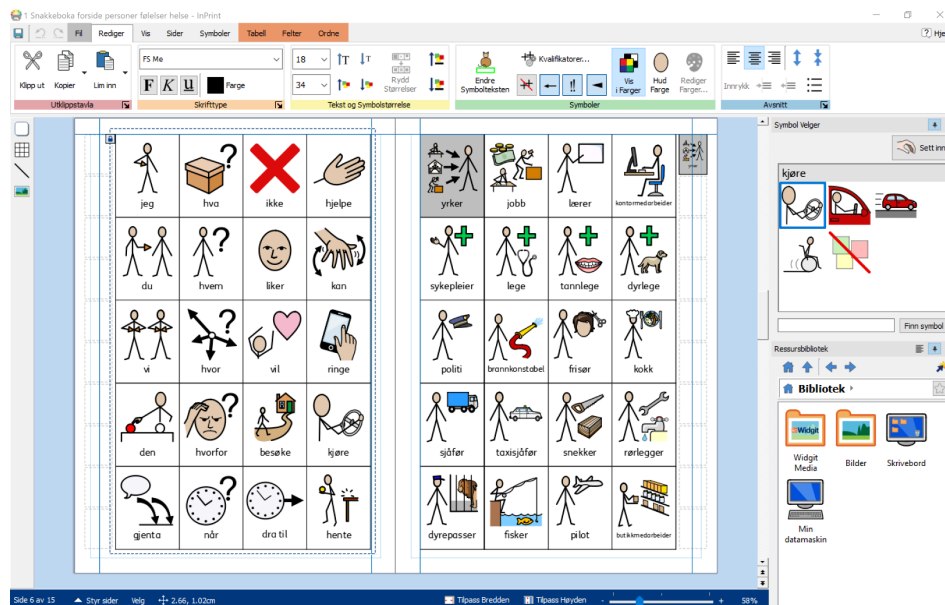 1 Snakkeboka forside personer følelser helse - InPrint
Fil Rediger Vis Sider Symboler Tabell Felter Ordne
Hje
Klipp ut Kopier Lim inn
Utklippstavla
FS Me
F K U Farge
Skrifttype
18
34
Rydd Størrelser
Tekst og Symbolstørrelse
Endre Symbolteksten
Kvalifikatorer...
Vis i Farger
Hud Farge
Rediger Farger...
Symboler
Innrykk
Avsnitt
jeg hva ikke hjelpe
du hvem liker kan
vi hvor vil ringe
den hvorfor besøke kjøre
gjenta når dra til hente
yrker jobb lærer kontormedarbeider
sykepleier lege tannlege dyrlege
politi brannkonstabel frisør kokk
sjåfør taxisjåfør snekker rørlegger
dyrepasser fisker pilot butikkmedarbeider
Symbol Velger
Sett inn
kjøre
Finn symbol
Ressursbibliotek
Bibliotek
Widgit
Widgit Media
Bilder
Skrivebord
Min datamaskin
Side 6 av 15 Styr sider Velg 2.66, 1.02cm Tilpass Bredden Tilpass Høyden - + 58%